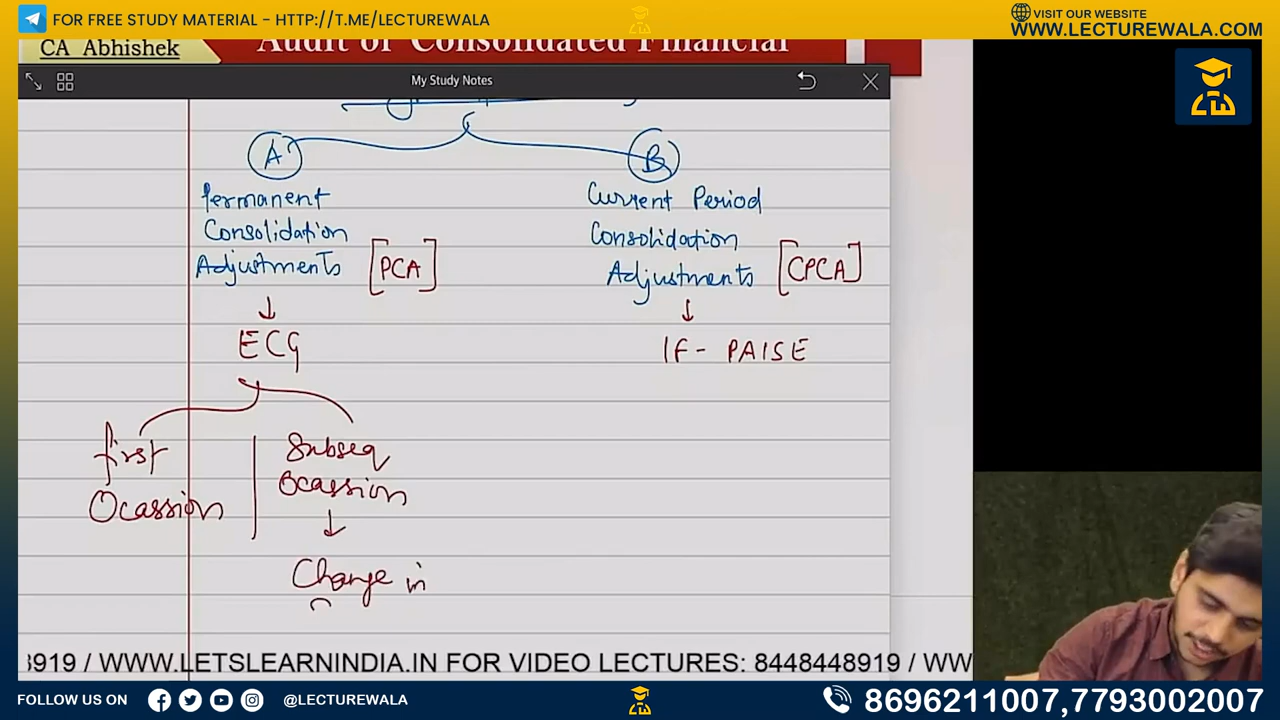 FOR FREE STUDY MATERIAL - HTTP://T.ME/LECTUREWALA
VISIT OUR WEBSITE
WWW.LECTUREWALA.COM
CA Abhishek
Audit of Consolidated Financial
My Study Notes
A
B
Permanent
Consolidation
Adjustments [PCA]
Current Period
Consolidation
Adjustments [CPCA]
ECG
IF - PAISE
first
Ocassion
Subseq
Ocassion
Change in
8919 / WWW.LETSLEARNINDIA.IN FOR VIDEO LECTURES: 8448448919 / WW
FOLLOW US ON
@LECTUREWALA
8696211007,7793002007